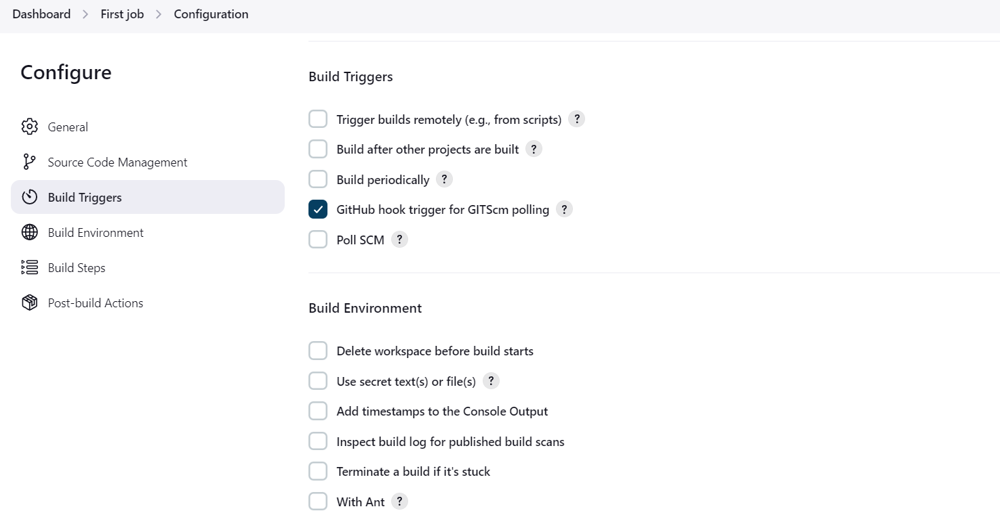 Dashboard > First job > Configuration
Configure
General
Source Code Management
Build Triggers
Build Environment
Build Steps
Post-build Actions
Build Triggers
Trigger builds remotely (e.g., from scripts) ?
Build after other projects are built ?
Build periodically ?
GitHub hook trigger for GITScm polling ?
Poll SCM ?
Build Environment
Delete workspace before build starts
Use secret text(s) or file(s) ?
Add timestamps to the Console Output
Inspect build log for published build scans
Terminate a build if it's stuck
With Ant ?